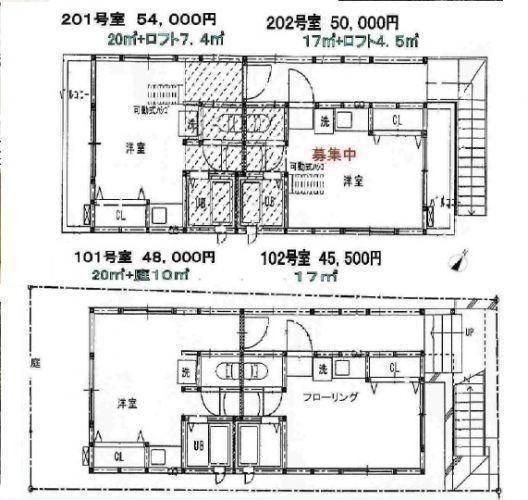 201号室 54,000円
20㎡+ロフト7.4㎡
202号室 50,000円
17㎡+ロフト4.5㎡
バルコニー
可動式ハシゴ
洗
洋室
UB
UB
CL
洗
CL
募集中
可動式ハシゴ
洋室
バルコニー
CL
101号室 48,000円
20㎡+庭10㎡
102号室 45,500円
17㎡
庭
洋室
洗
UB
CL
洗
CL
フローリング
UP